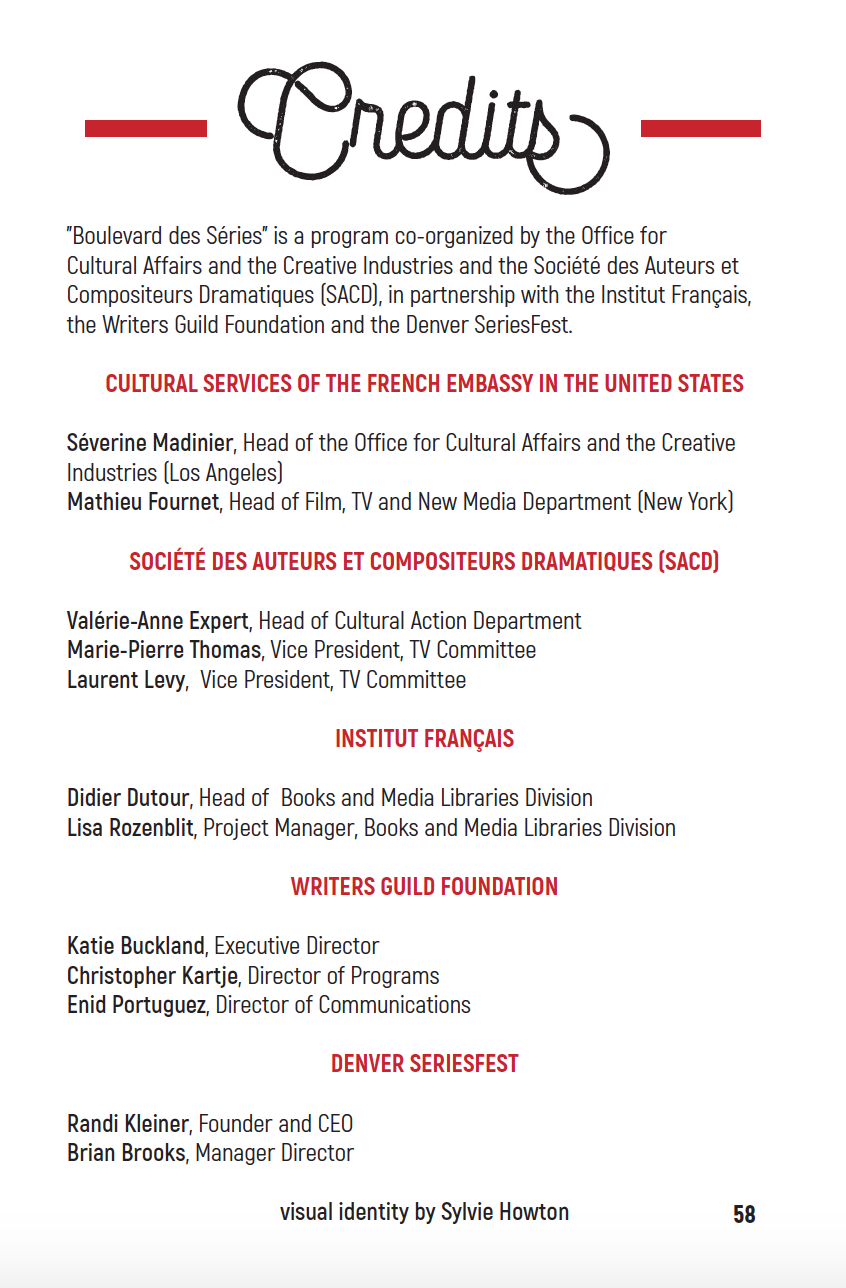 Credits
"Boulevard des Séries" is a program co-organized by the Office for
Cultural Affairs and the Creative Industries and the Société des Auteurs et
Compositeurs Dramatiques (SACD), in partnership with the Institut Français,
the Writers Guild Foundation and the Denver SeriesFest.
CULTURAL SERVICES OF THE FRENCH EMBASSY IN THE UNITED STATES
Séverine Madinier, Head of the Office for Cultural Affairs and the Creative
Industries (Los Angeles)
Mathieu Fournet, Head of Film, TV and New Media Department (New York)
SOCIÉTÉ DES AUTEURS ET COMPOSITEURS DRAMATIQUES (SACD)
Valérie-Anne Expert, Head of Cultural Action Department
Marie-Pierre Thomas, Vice President, TV Committee
Laurent Levy,  Vice President, TV Committee
INSTITUT FRANÇAIS
Didier Dutour, Head of  Books and Media Libraries Division
Lisa Rozenblit, Project Manager, Books and Media Libraries Division
WRITERS GUILD FOUNDATION
Katie Buckland, Executive Director
Christopher Kartje, Director of Programs
Enid Portuguez, Director of Communications
DENVER SERIESFEST
Randi Kleiner, Founder and CEO
Brian Brooks, Manager Director
visual identity by Sylvie Howton
58